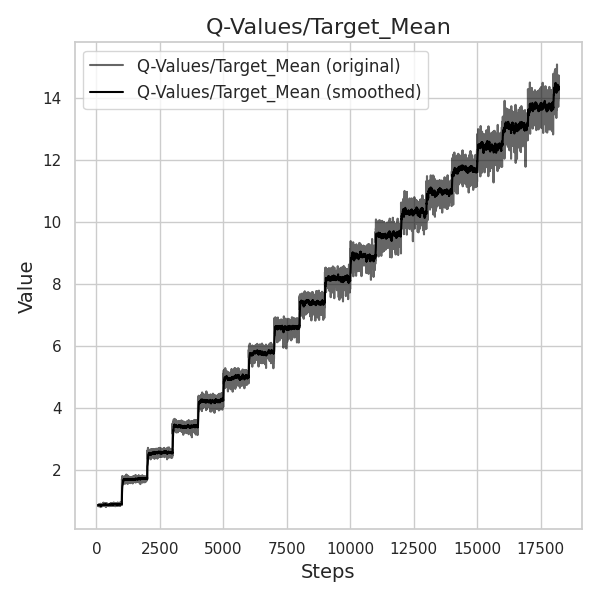 Q-Values/Target_Mean
Q-Values/Target_Mean (original)
Q-Values/Target_Mean (smoothed)
14
12
10
8
6
4
2
Value
0 2500 5000 7500 10000 12500 15000 17500
Steps